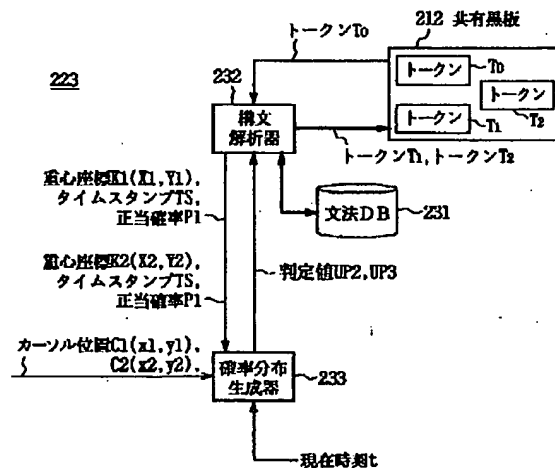 トークンT0
212 共有黒板
トークン T0
トークン T2
トークン T1
223
232
構文
解析器
トークンT1,トークンT2
重心座標K1(X1,Y1),
タイムスタンプTS,
正当確率P1
文法DB
231
重心座標K2(X2,Y2),
タイムスタンプTS,
正当確率P1
判定値UP2,UP3
カーソル位置C1(x1,y1),
C2(x2,y2),
確率分布
生成器
233
現在時刻t